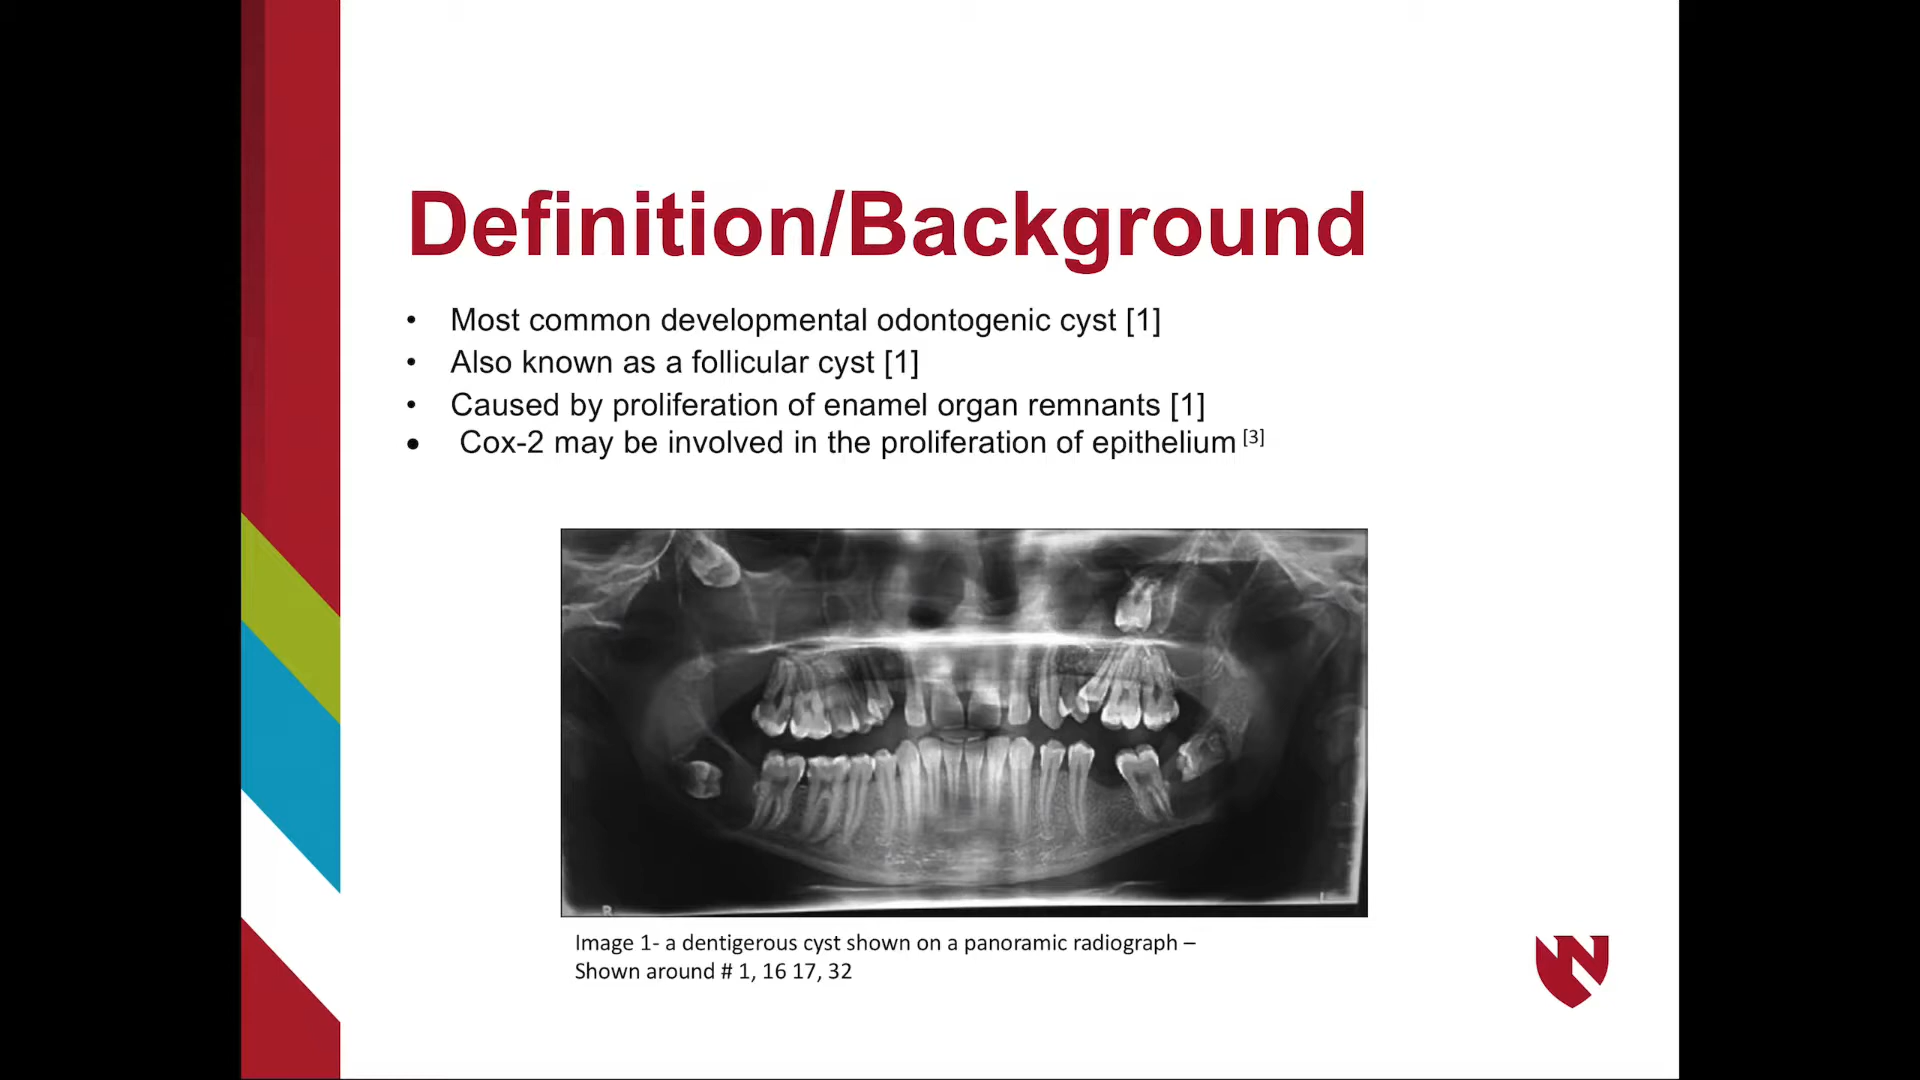 Definition/Background
• Most common developmental odontogenic cyst [1]
• Also known as a follicular cyst [1]
• Caused by proliferation of enamel organ remnants [1]
• Cox-2 may be involved in the proliferation of epithelium [3]
R
L
Image 1- a dentigerous cyst shown on a panoramic radiograph –
Shown around # 1, 16 17, 32
N